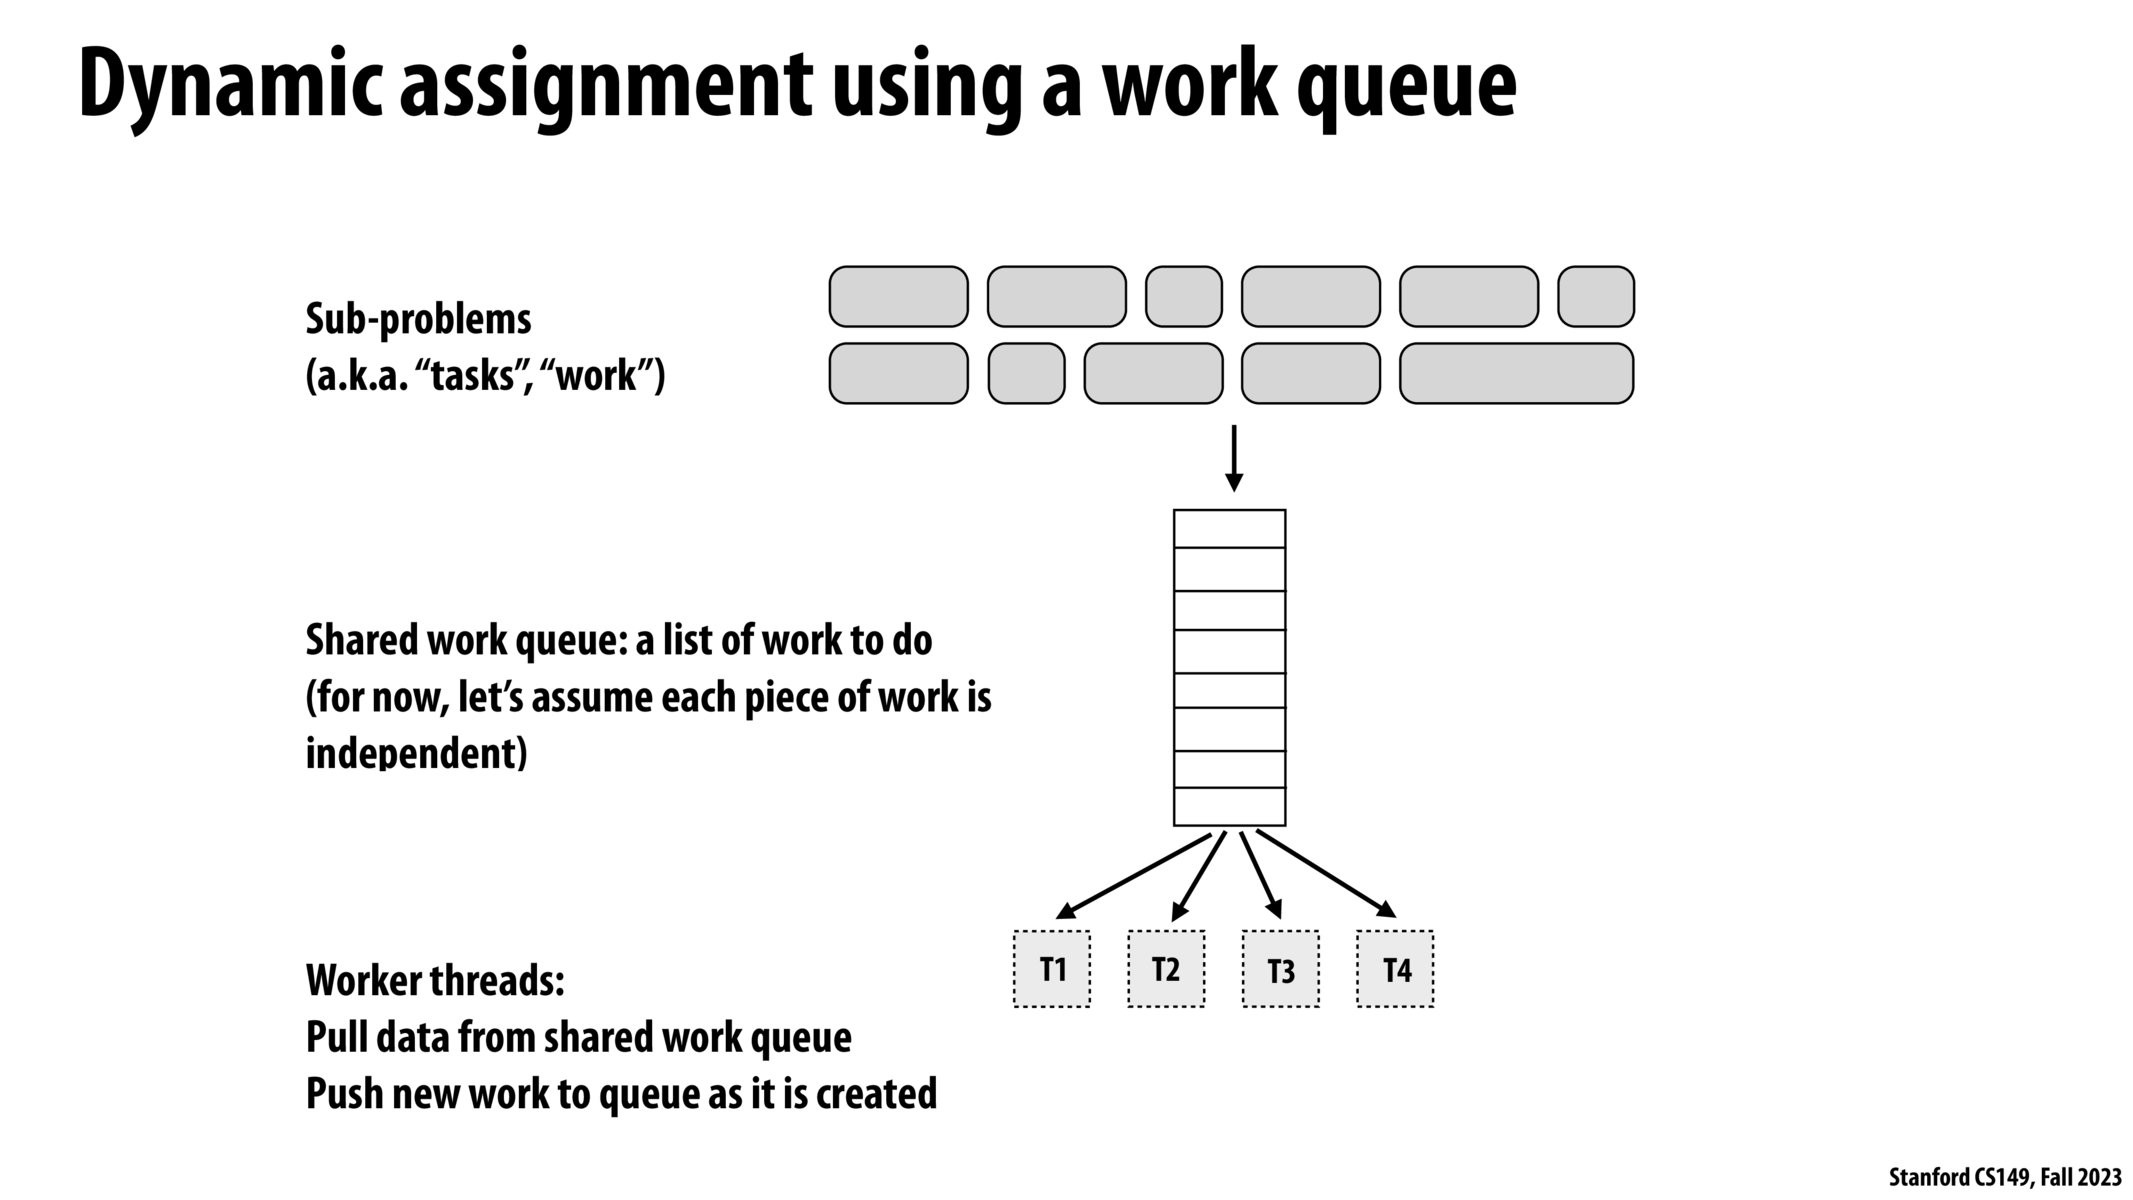 Dynamic assignment using a work queue
Sub-problems
(a.k.a. “tasks”, “work”)
Shared work queue: a list of work to do
(for now, let’s assume each piece of work is
independent)
T1 T2 T3 T4
Worker threads:
Pull data from shared work queue
Push new work to queue as it is created
Stanford CS149, Fall 2023